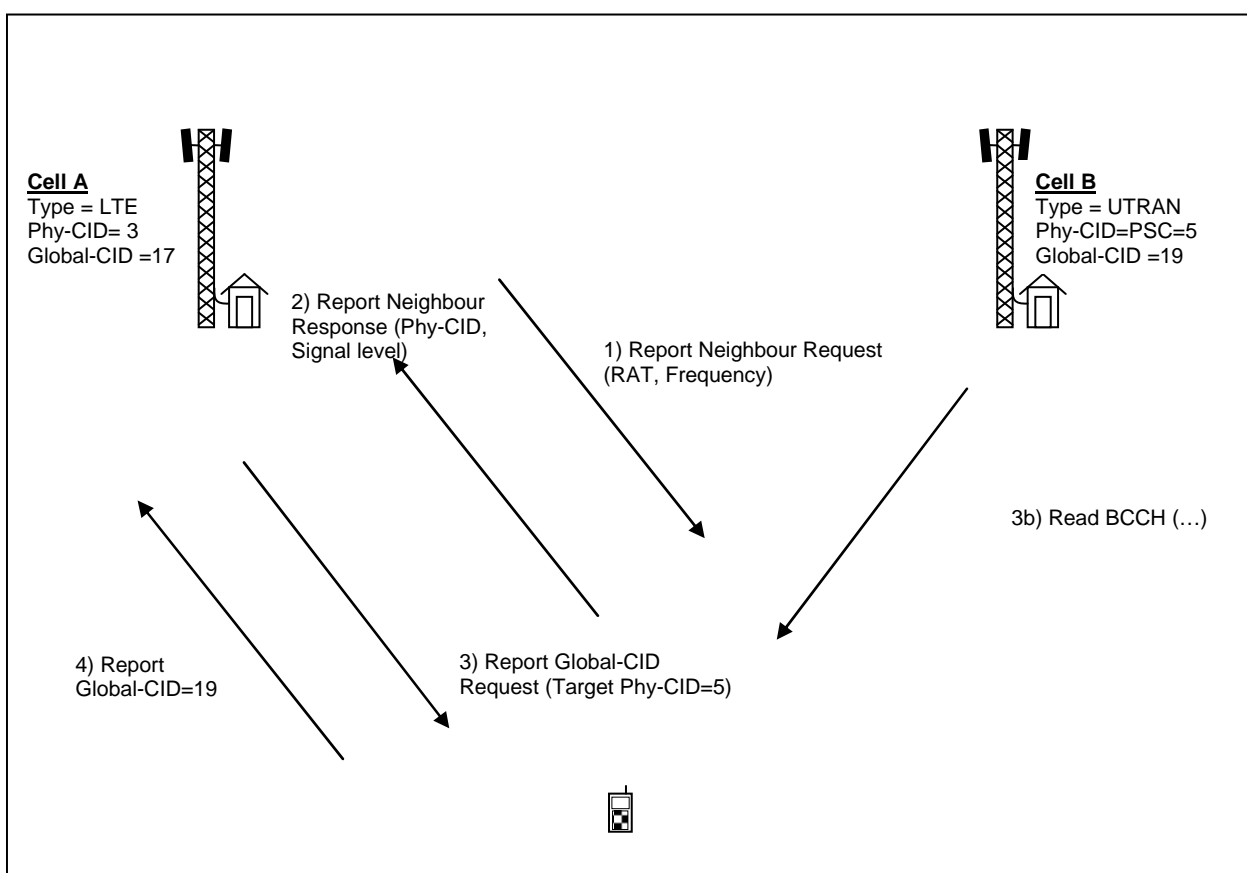 Cell A
Type = LTE
Phy-CID= 3
Global-CID =17
Cell B
Type = UTRAN
Phy-CID=PSC=5
Global-CID =19
2) Report Neighbour
Response (Phy-CID,
Signal level)
1) Report Neighbour Request
(RAT, Frequency)
3b) Read BCCH (…)
4) Report
Global-CID=19
3) Report Global-CID
Request (Target Phy-CID=5)